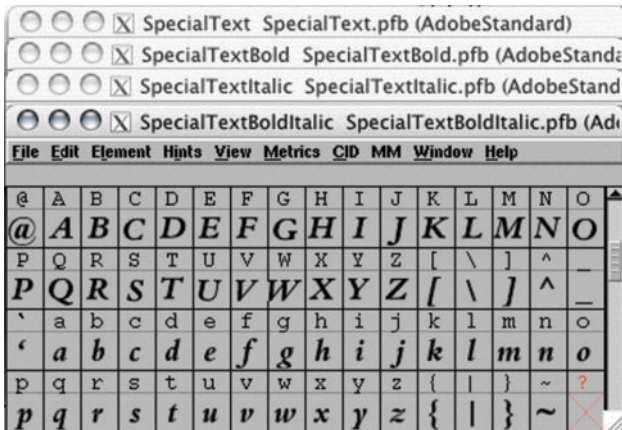 SpecialText SpecialText.pfb (AdobeStandard)
SpecialTextBold SpecialTextBold.pfb (AdobeStanda
SpecialTextItalic SpecialTextItalic.pfb (AdobeStand
SpecialTextBoldItalic SpecialTextBoldItalic.pfb (Ado
File Edit Element Hints View Metrics CID MM Window Help
@ A B C D E F G H I J K L M N O
@ A B C D E F G H I J K L M N O
P Q R S T U V W X Y Z [ \ ] ^ _
P Q R S T U V W X Y Z [ \ ] ^ _
` a b c d e f g h i j k l m n o
‘ a b c d e f g h i j k l m n o
p q r s t u v w x y z { | } ~ ?
p q r s t u v w x y z { | } ~